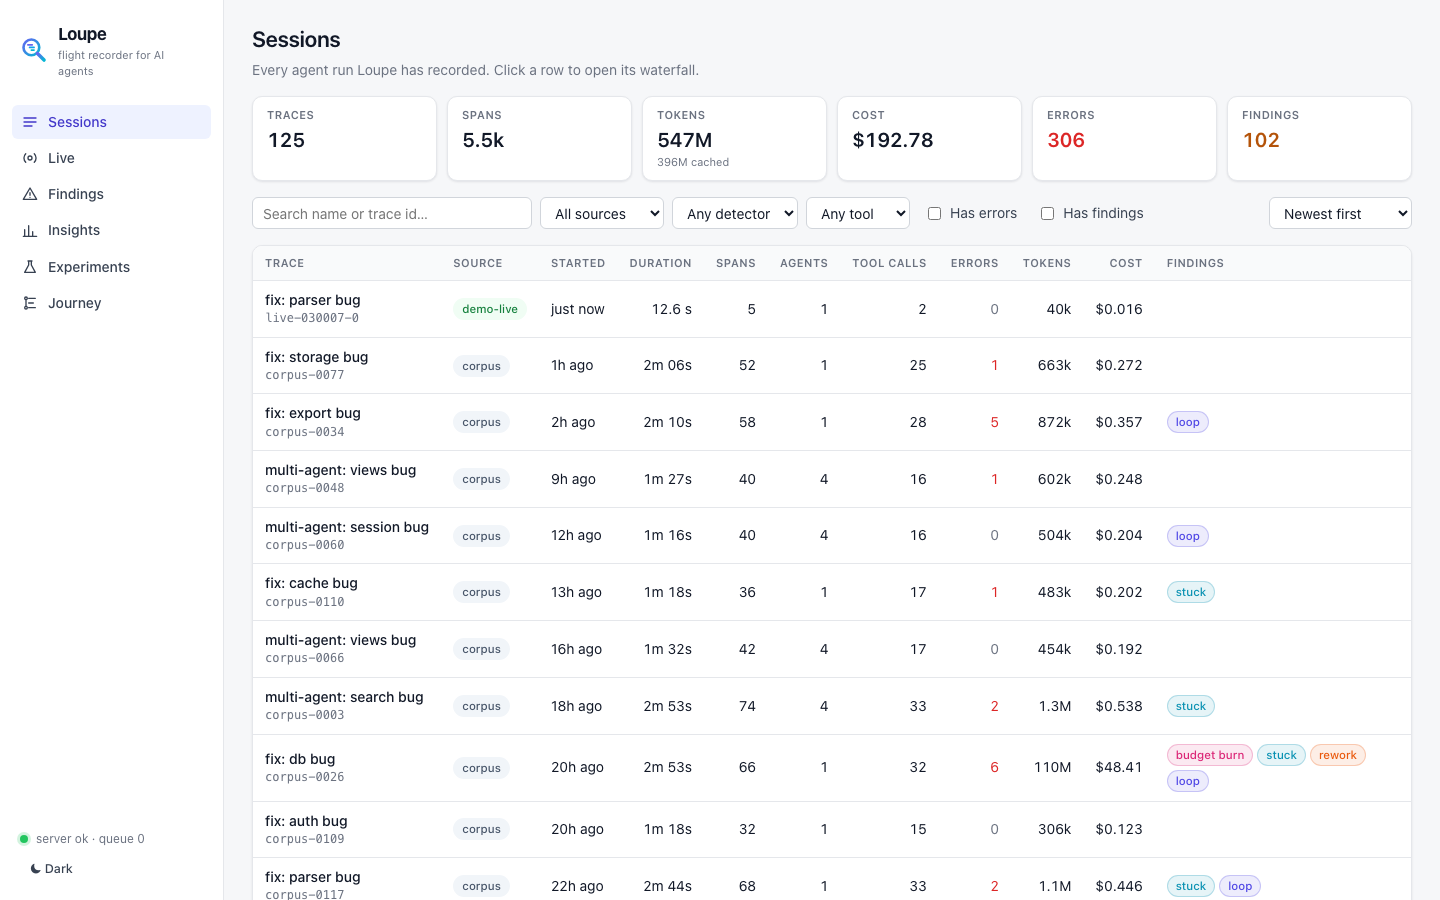 Loupe
flight recorder for AI
agents
Sessions
Live
Findings
Insights
Experiments
Journey
server ok · queue 0
Dark
Sessions
Every agent run Loupe has recorded. Click a row to open its waterfall.
TRACES
125
SPANS
5.5k
TOKENS
547M
396M cached
COST
$192.78
ERRORS
306
FINDINGS
102
Search name or trace id...
All sources
Any detector
Any tool
Has errors
Has findings
Newest first
TRACE SOURCE STARTED DURATION SPANS AGENTS TOOL CALLS ERRORS TOKENS COST FINDINGS
fix: parser bug
live-030007-0
demo-live just now 12.6 s 5 1 2 0 40k $0.016
fix: storage bug
corpus-0077
corpus 1h ago 2m 06s 52 1 25 1 663k $0.272
fix: export bug
corpus-0034
corpus 2h ago 2m 10s 58 1 28 5 872k $0.357 loop
multi-agent: views bug
corpus-0048
corpus 9h ago 1m 27s 40 4 16 1 602k $0.248
multi-agent: session bug
corpus-0060
corpus 12h ago 1m 16s 40 4 16 0 504k $0.204 loop
fix: cache bug
corpus-0110
corpus 13h ago 1m 18s 36 1 17 1 483k $0.202 stuck
multi-agent: views bug
corpus-0066
corpus 16h ago 1m 32s 42 4 17 0 454k $0.192
multi-agent: search bug
corpus-0003
corpus 18h ago 2m 53s 74 4 33 2 1.3M $0.538 stuck
fix: db bug
corpus-0026
corpus 20h ago 2m 53s 66 1 32 6 110M $48.41 budget burn stuck rework
loop
fix: auth bug
corpus-0109
corpus 20h ago 1m 18s 32 1 15 0 306k $0.123
fix: parser bug
corpus-0117
corpus 22h ago 2m 44s 68 1 33 2 1.1M $0.446 stuck loop